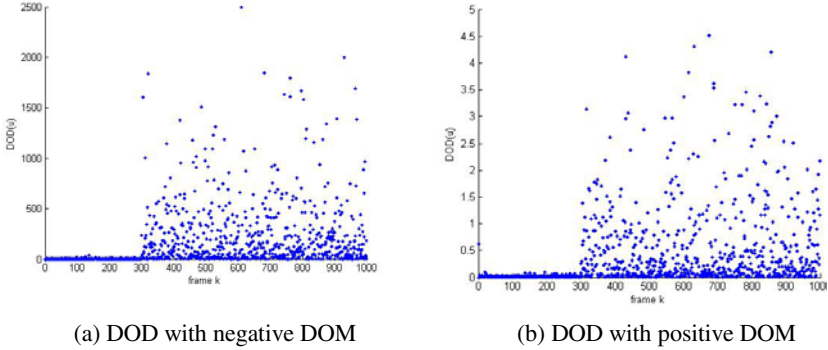 2500
2000
1500
1000
500
0
DOD(u)
0 100 200 300 400 500 600 700 800 900 1000
frame k
(a) DOD with negative DOM
5
4.5
4
3.5
3
2.5
2
1.5
1
0.5
0
DOD(u)
0 100 200 300 400 500 600 700 800 900 1000
frame k
(b) DOD with positive DOM